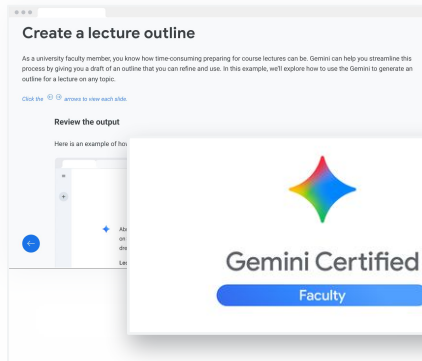 Create a lecture outline
As a university faculty member, you know how time-consuming preparing for course lectures can be. Gemini can help you streamline this
process by giving you a draft of an outline that you can refine and use. In this example, we'll explore how to use the Gemini to generate an
outline for a lecture on any topic.
Click the arrows to view each slide.
Review the output
Here is an example of how
on
Gemini Certified
Faculty